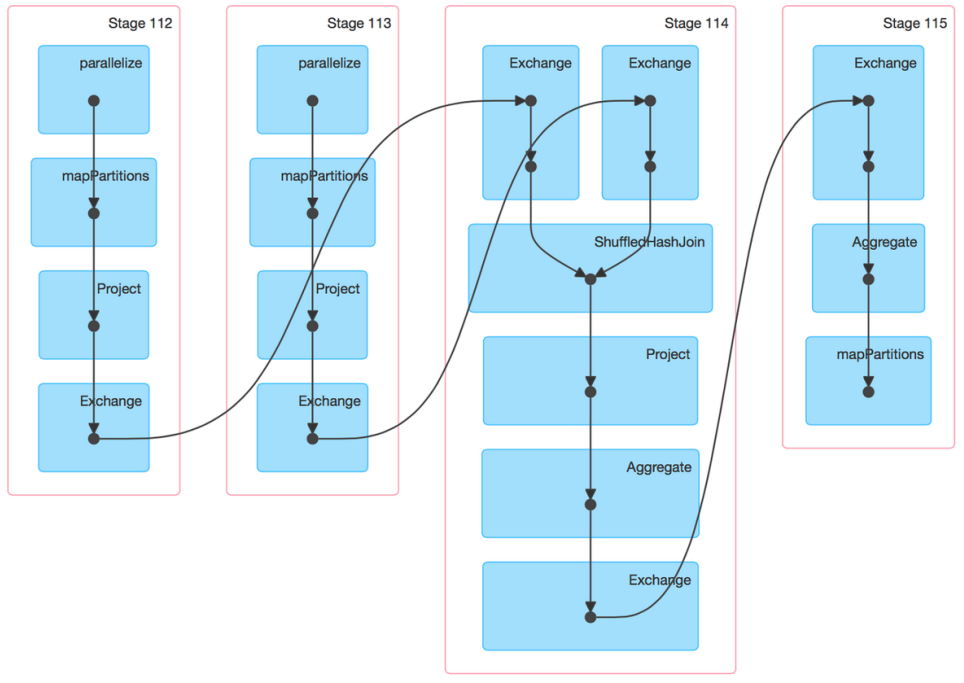 Stage 112
parallelize
mapPartitions
Project
Exchange
Stage 113
parallelize
mapPartitions
Project
Exchange
Stage 114
Exchange
Exchange
ShuffledHashJoin
Project
Aggregate
Exchange
Stage 115
Exchange
Aggregate
mapPartitions